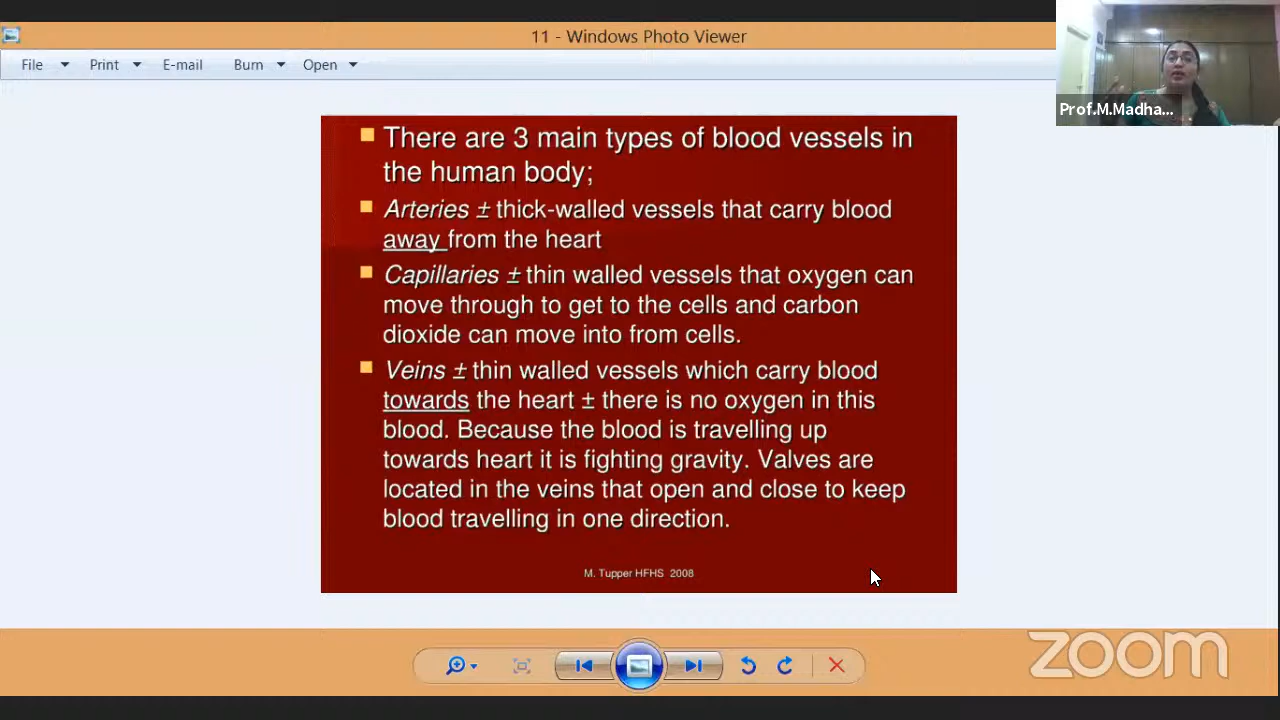 11 - Windows Photo Viewer
File Print E-mail Burn Open
Prof.M.Madha...
There are 3 main types of blood vessels in
the human body;
Arteries ± thick-walled vessels that carry blood
away from the heart
Capillaries ± thin walled vessels that oxygen can
move through to get to the cells and carbon
dioxide can move into from cells.
Veins ± thin walled vessels which carry blood
towards the heart ± there is no oxygen in this
blood. Because the blood is travelling up
towards heart it is fighting gravity. Valves are
located in the veins that open and close to keep
blood travelling in one direction.
M. Tupper HFHS 2008
zoom